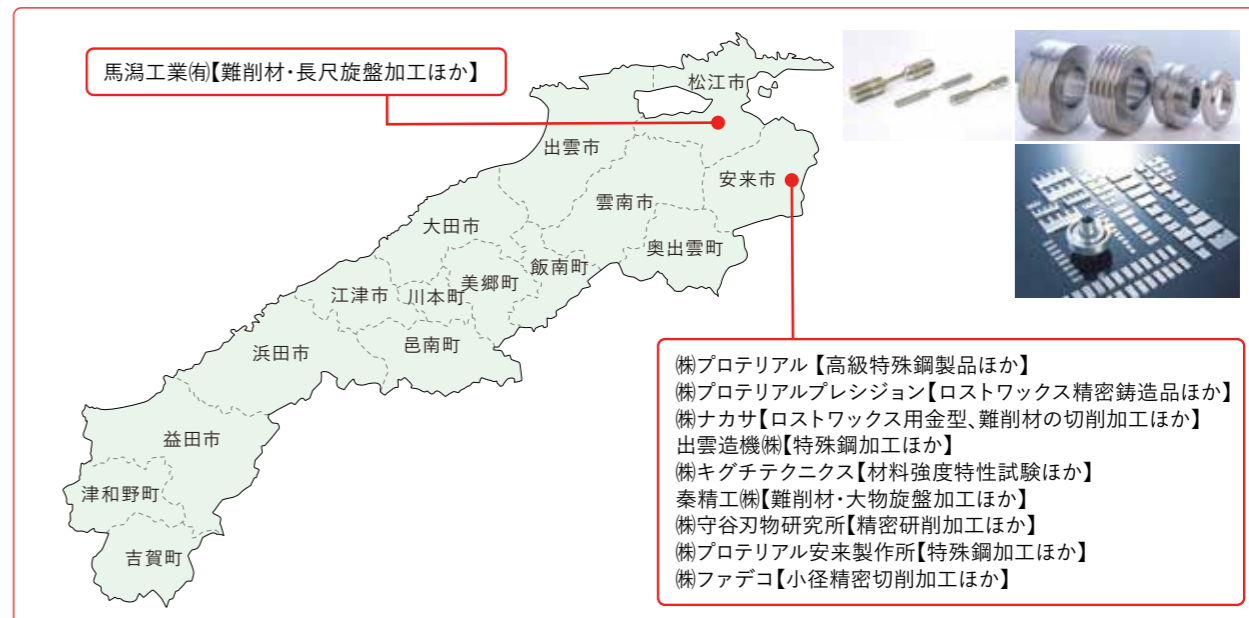 馬潟工業㈲【難削材・長尺旋盤加工ほか】
松江市
出雲市
安来市
雲南市
大田市
奥出雲町
飯南町
美郷町
江津市
川本町
邑南町
浜田市
益田市
津和野町
吉賀町
㈱プロテリアル【高級特殊鋼製品ほか】
㈱プロテリアルプレシジョン【ロストワックス精密鋳造品ほか】
㈱ナカサ【ロストワックス用金型、難削材の切削加工ほか】
出雲造機㈱【特殊鋼加工ほか】
㈱キグチテクニクス【材料強度特性試験ほか】
秦精工㈱【難削材・大物旋盤加工ほか】
㈱守谷刃物研究所【精密研削加工ほか】
㈱プロテリアル安来製作所【特殊鋼加工ほか】
㈱ファデコ【小径精密切削加工ほか】